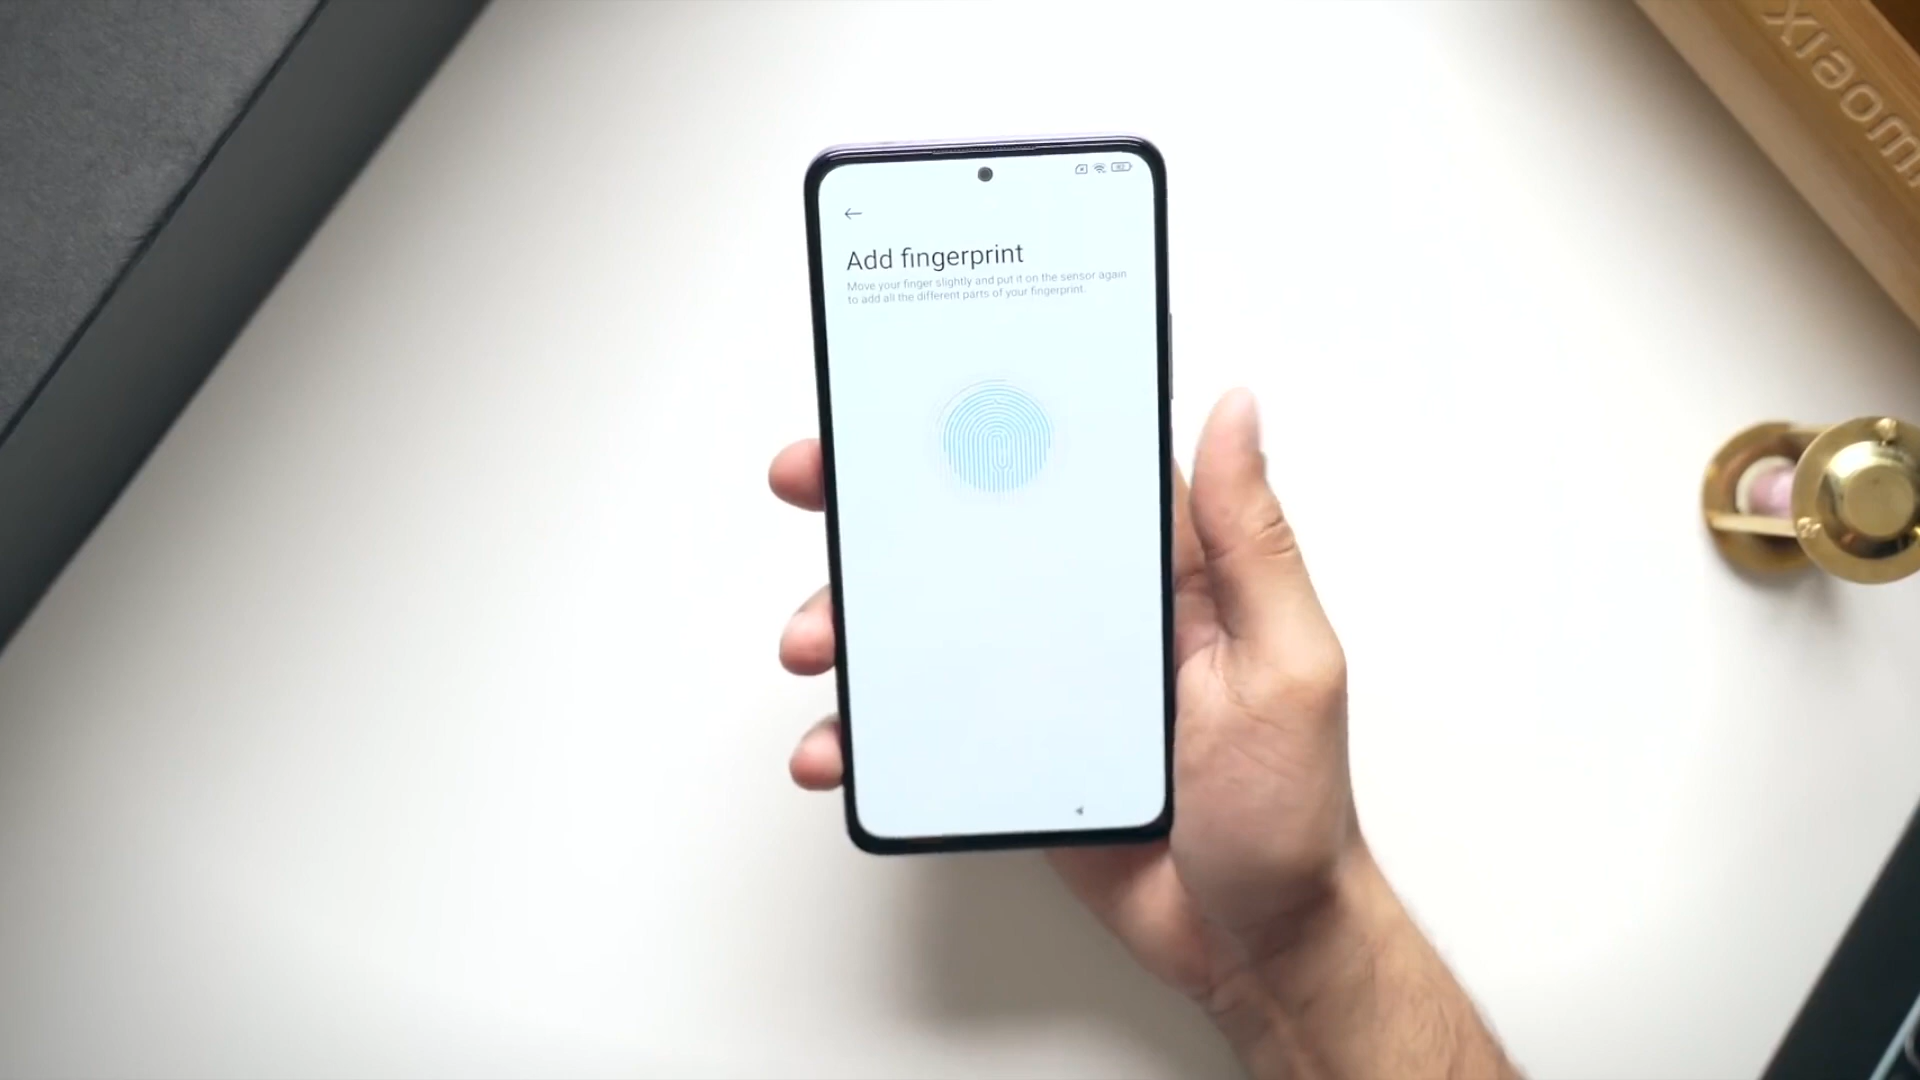 Xiaomi
Add fingerprint
Move your finger slightly and put it on the sensor again
to add all the different parts of your fingerprint.